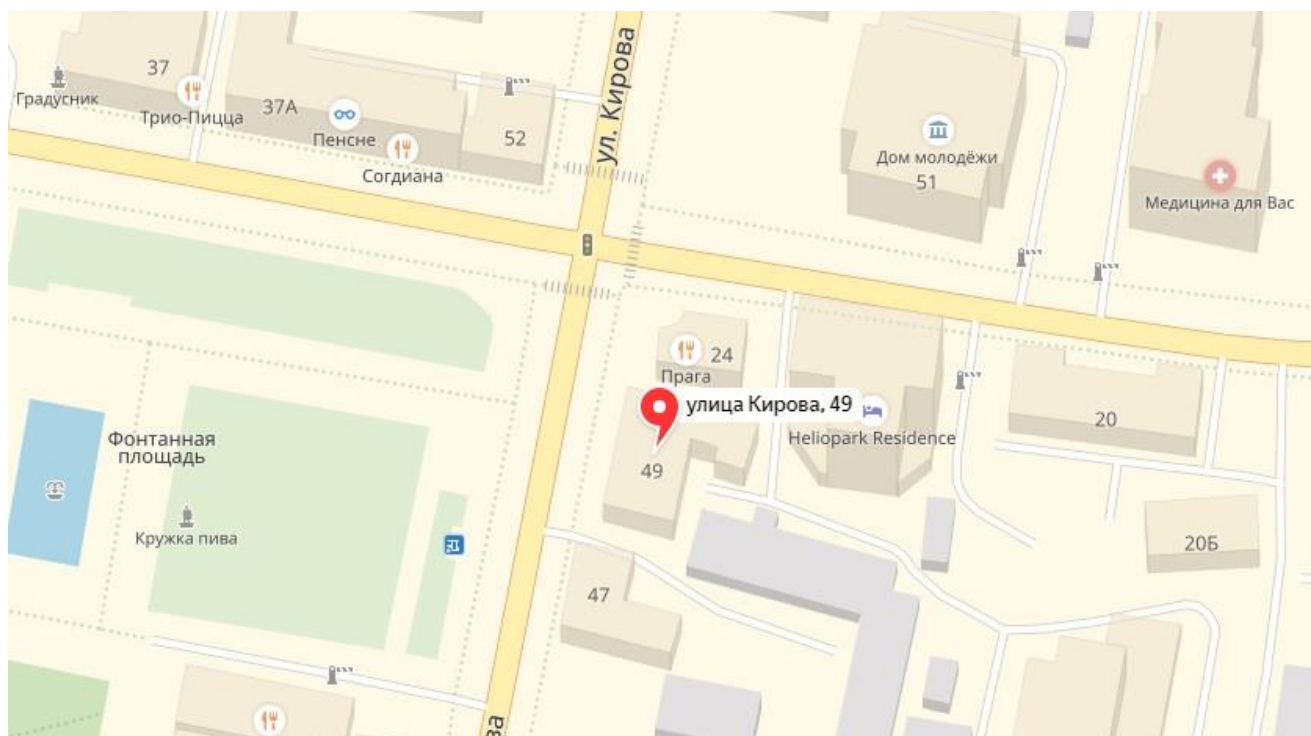 ул. Кирова
37
Градусник
Трио-Пицца
37А
Пенсне
52
Согдиана
Дом молодёжи
51
Медицина для Вас
24
Прага
улица Кирова, 49
Heliopark Residence
20
Фонтанная
площадь
49
Кружка пива
20Б
47
ва